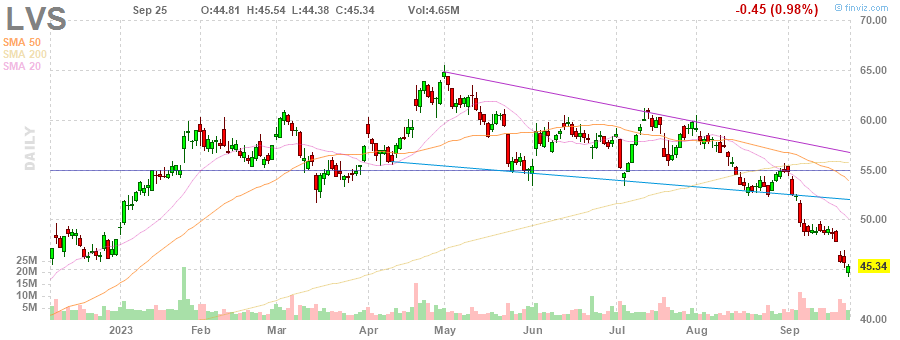 LVS Sep 25 O:44.81 H:45.54 L:44.38 C:45.34 Vol:4.65M -0.45 (0.98%) finviz.com
SMA 50
SMA 200
SMA 20
DAILY
70.00
65.00
60.00
55.00
50.00
45.34
40.00
25M
20M
15M
10M
5M
2023 Feb Mar Apr May Jun Jul Aug Sep